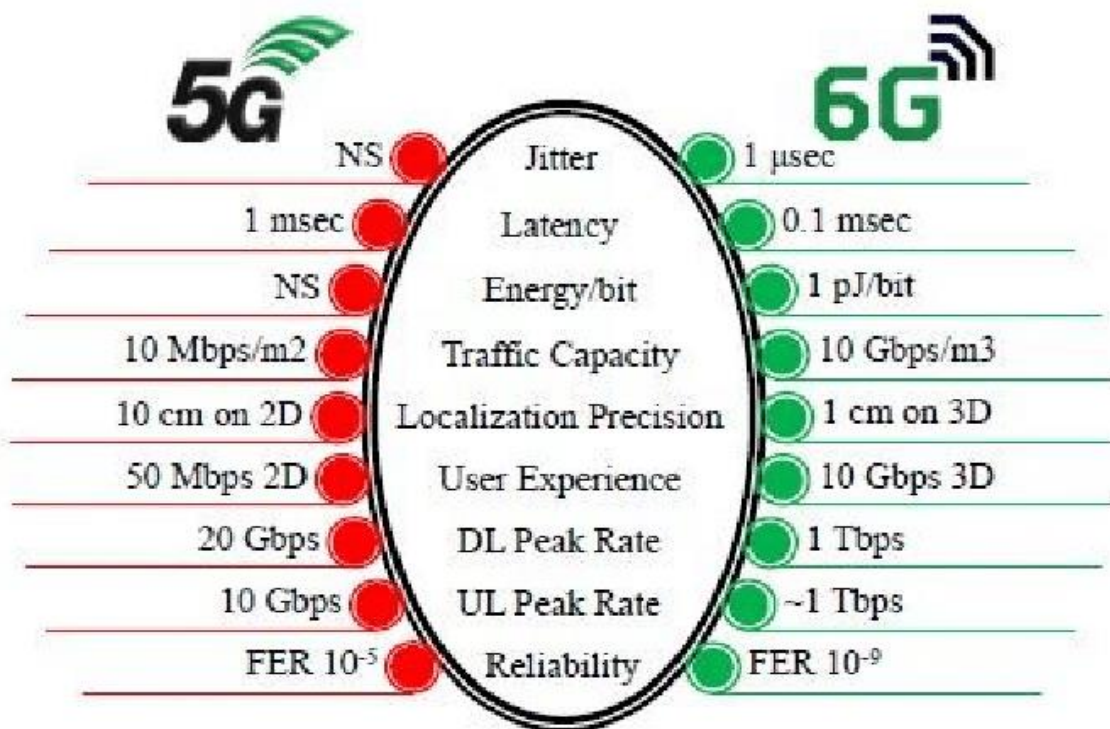 5G 6G
NS Jitter 1 μsec
1 msec Latency 0.1 msec
NS Energy/bit 1 pJ/bit
10 Mbps/m2 Traffic Capacity 10 Gbps/m3
10 cm on 2D Localization Precision 1 cm on 3D
50 Mbps 2D User Experience 10 Gbps 3D
20 Gbps DL Peak Rate 1 Tbps
10 Gbps UL Peak Rate ~1 Tbps
FER 10⁻⁵ Reliability FER 10⁻⁹